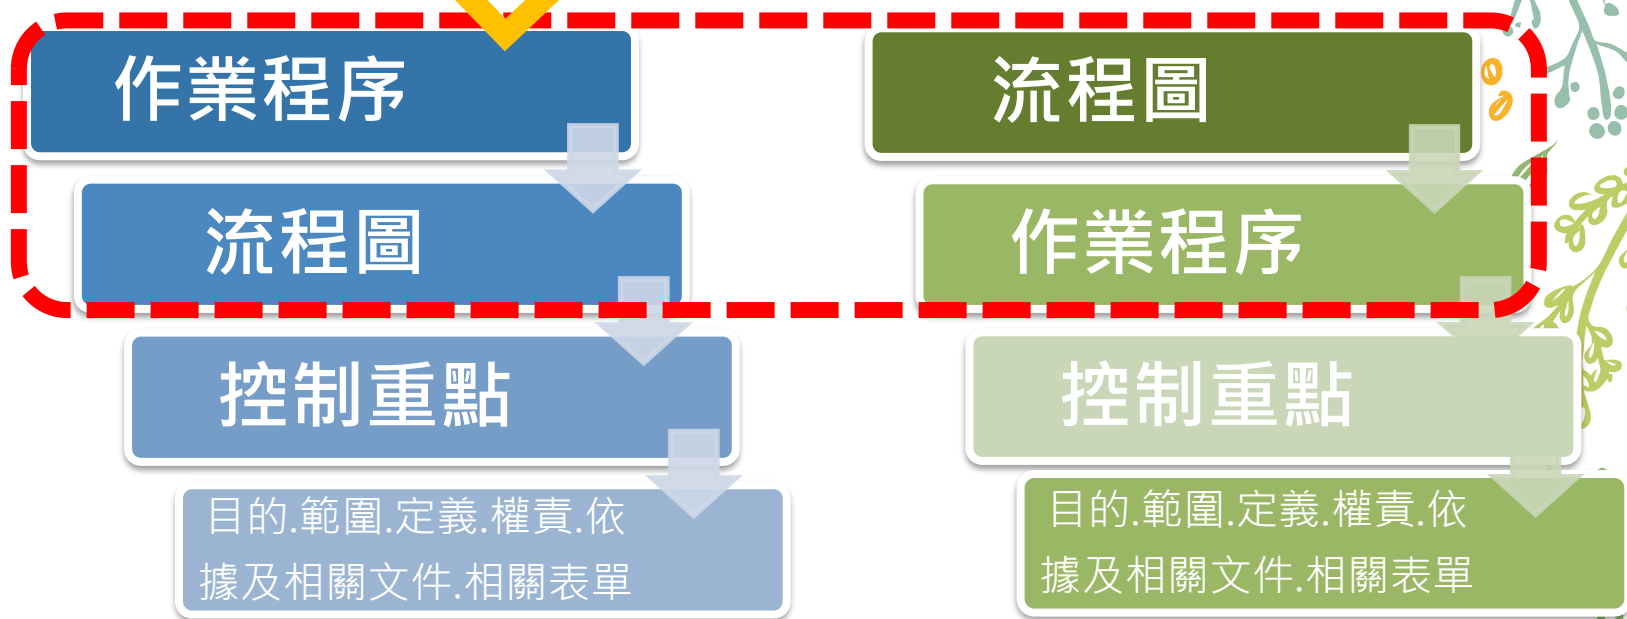 作業程序
流程圖
控制重點
目的.範圍.定義.權責.依
據及相關文件.相關表單
流程圖
作業程序
控制重點
目的.範圍.定義.權責.依
據及相關文件.相關表單